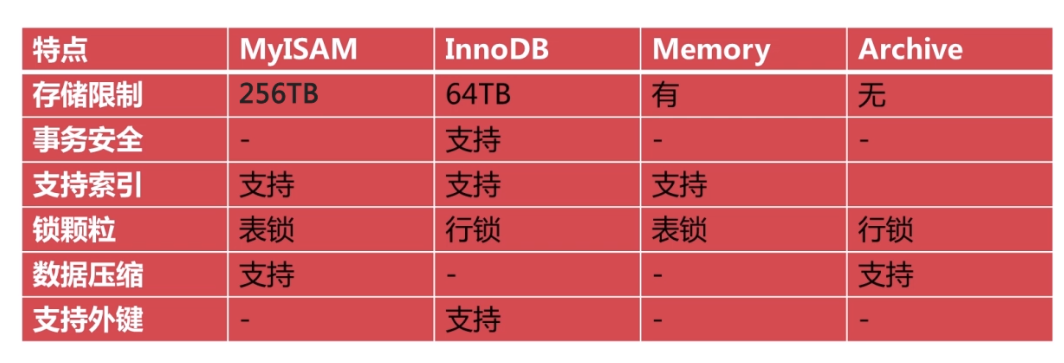 特点 MyISAM InnoDB Memory Archive
存储限制 256TB 64TB 有 无
事务安全 - 支持 - -
支持索引 支持 支持 支持
锁颗粒 表锁 行锁 表锁 行锁
数据压缩 支持 - - 支持
支持外键 - 支持 - -